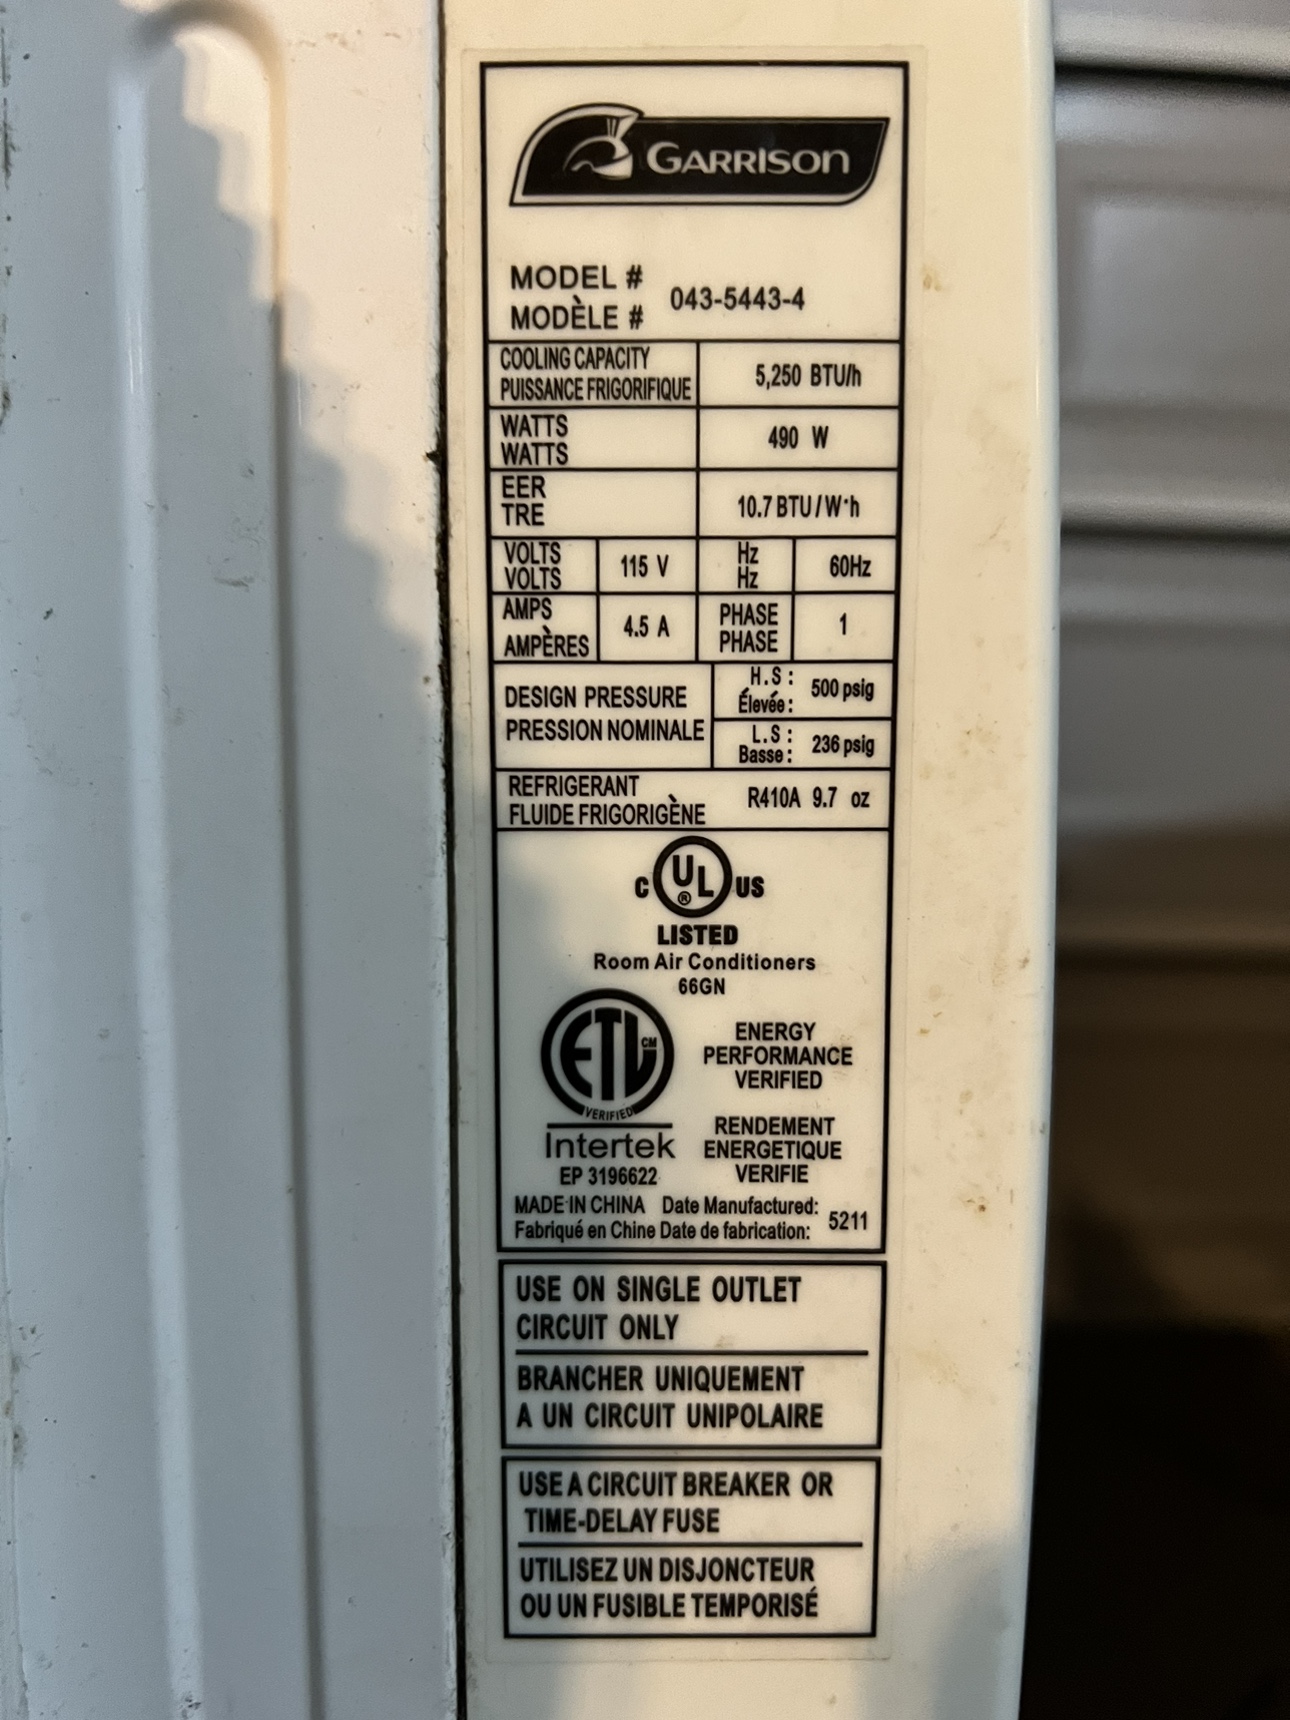 GARRISON
MODEL #
MODÈLE # 043-5443-4
COOLING CAPACITY
PUISSANCE FRIGORIFIQUE
5,250 BTU/h
WATTS
WATTS
490 W
EER
TRE
10.7 BTU/W·h
VOLTS
VOLTS
115 V
Hz
Hz
60Hz
AMPS
AMPÈRES
4.5 A
PHASE
PHASE
1
DESIGN PRESSURE
PRESSION NOMINALE
H.S :
Élevée :
500 psig
L.S :
Basse :
236 psig
REFRIGERANT
FLUIDE FRIGORIGÈNE
R410A 9.7 oz
C UL ® US
LISTED
Room Air Conditioners
66GN
ETL CM
VERIFIED
Intertek
EP 3196622
ENERGY
PERFORMANCE
VERIFIED
RENDEMENT
ENERGETIQUE
VERIFIE
MADE IN CHINA Date Manufactured:
Fabriqué en Chine Date de fabrication: 5211
USE ON SINGLE OUTLET
CIRCUIT ONLY
BRANCHER UNIQUEMENT
A UN CIRCUIT UNIPOLAIRE
USE A CIRCUIT BREAKER OR
TIME-DELAY FUSE
UTILISEZ UN DISJONCTEUR
OU UN FUSIBLE TEMPORISÉ